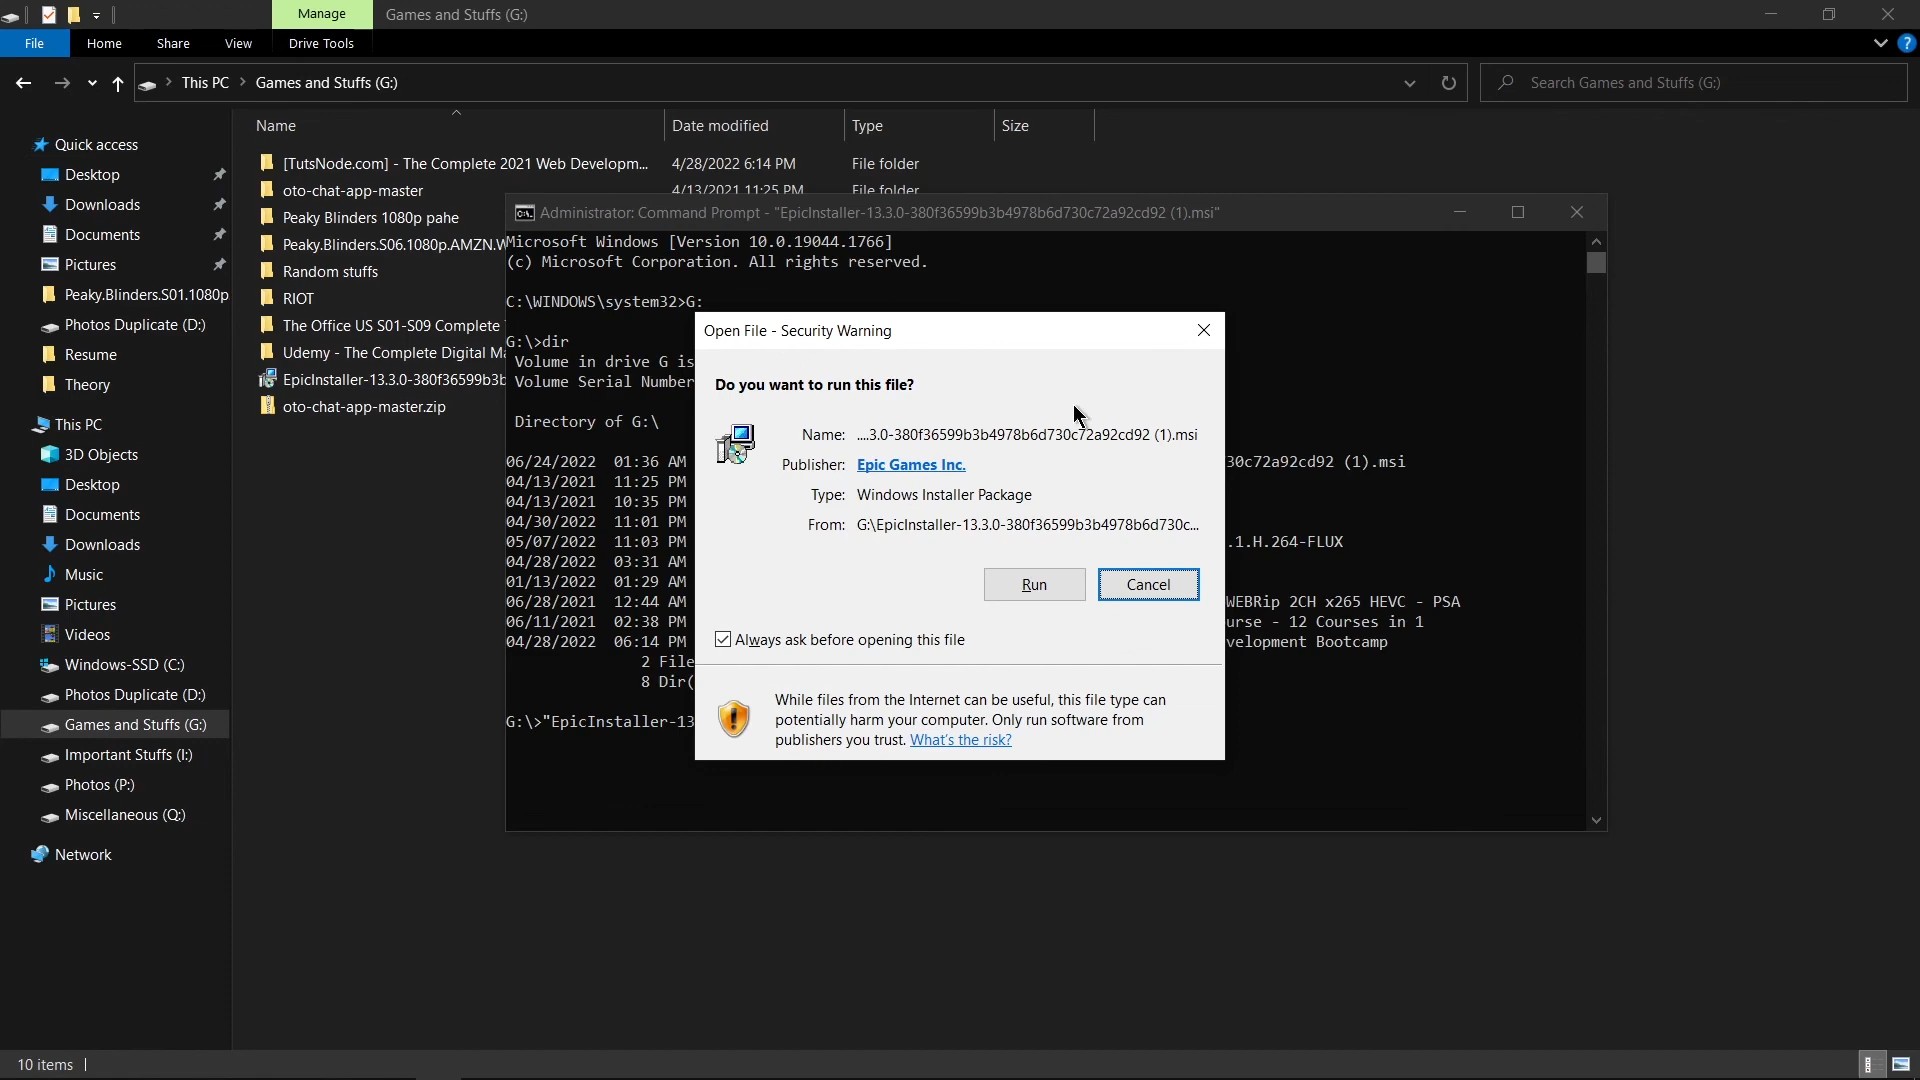 Manage
Games and Stuffs (G:)
File
Home
Share
View
Drive Tools
This PC
Games and Stuffs (G:)
Search Games and Stuffs (G:)
Name
Date modified
Type
Size
Quick access
Desktop
Downloads
Documents
Pictures
Peaky.Blinders.S01.1080p
Photos Duplicate (D:)
Resume
Theory
This PC
3D Objects
Desktop
Documents
Downloads
Music
Pictures
Videos
Windows-SSD (C:)
Photos Duplicate (D:)
Games and Stuffs (G:)
Important Stuffs (I:)
Photos (P:)
Miscellaneous (Q:)
Network
[TutsNode.com] - The Complete 2021 Web Developm... 4/28/2022 6:14 PM File folder
oto-chat-app-master 4/13/2021 11:25 PM File folder
Peaky Blinders 1080p pahe
Peaky.Blinders.S06.1080p.AMZN.W
Random stuffs
RIOT
The Office US S01-S09 Complete
Udemy - The Complete Digital Ma
EpicInstaller-13.3.0-380f36599b3b
oto-chat-app-master.zip
Administrator: Command Prompt - "EpicInstaller-13.3.0-380f36599b3b4978b6d730c72a92cd92 (1).msi"
Microsoft Windows [Version 10.0.19044.1766]
(c) Microsoft Corporation. All rights reserved.
C:\WINDOWS\system32>G:
G:\>dir
Volume in drive G is
Volume Serial Number
Directory of G:\
06/24/2022 01:36 AM 30c72a92cd92 (1).msi
04/13/2021 11:25 PM
04/13/2021 10:35 PM
04/30/2022 11:01 PM
05/07/2022 11:03 PM .1.H.264-FLUX
04/28/2022 03:31 AM
01/13/2022 01:29 AM
06/28/2021 12:44 AM WEBRip 2CH x265 HEVC - PSA
06/11/2021 02:38 PM urse - 12 Courses in 1
04/28/2022 06:14 PM velopment Bootcamp
2 File
8 Dir(
G:\>"EpicInstaller-13
Open File - Security Warning
Do you want to run this file?
Name: ....3.0-380f36599b3b4978b6d730c72a92cd92 (1).msi
Publisher: Epic Games Inc.
Type: Windows Installer Package
From: G:\EpicInstaller-13.3.0-380f36599b3b4978b6d730c...
Run
Cancel
Always ask before opening this file
While files from the Internet can be useful, this file type can
potentially harm your computer. Only run software from
publishers you trust. What's the risk?
10 items